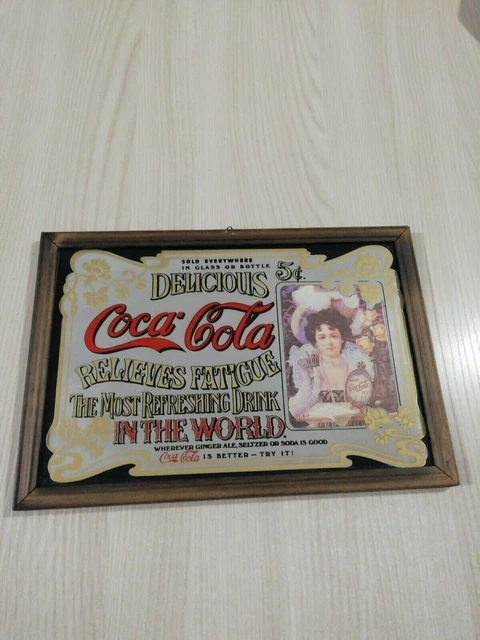 SOLD EVERYWHERE
IN GLASS OR BOTTLE
5¢.
DELICIOUS
Coca-Cola
RELIEVES FATIGUE
THE MOST REFRESHING DRINK
IN THE WORLD.
WHEREVER GINGER ALE, SELTZER OR SODA IS GOOD
Coca-Cola IS BETTER - TRY IT!